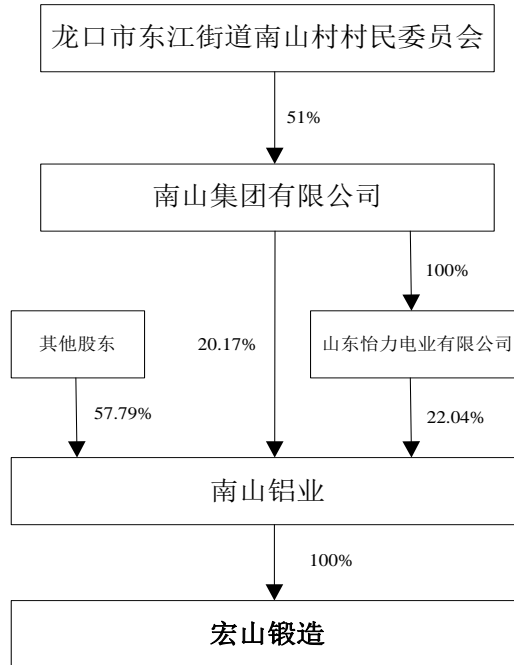 龙口市东江街道南山村村民委员会
51%
南山集团有限公司
100%
其他股东
20.17%
山东怡力电业有限公司
57.79%
22.04%
南山铝业
100%
宏山锻造